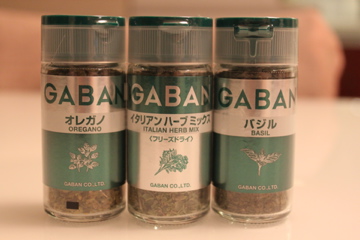 GABAN
オレガノ
OREGANO
GABAN CO.,LTD.
GABAN
イタリアンハーブミックス
ITALIAN HERB MIX
〈フリーズドライ〉
GABAN CO.,LTD.
GABAN
バジル
BASIL
GABAN CO.,LTD.